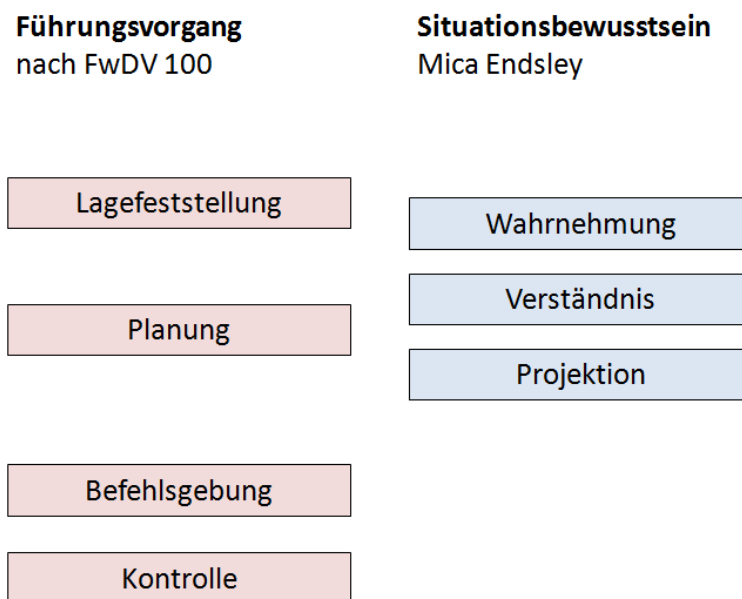 Führungsvorgang
nach FwDV 100
Situationsbewusstsein
Mica Endsley
Lagefeststellung
Planung
Befehlsgebung
Kontrolle
Wahrnehmung
Verständnis
Projektion